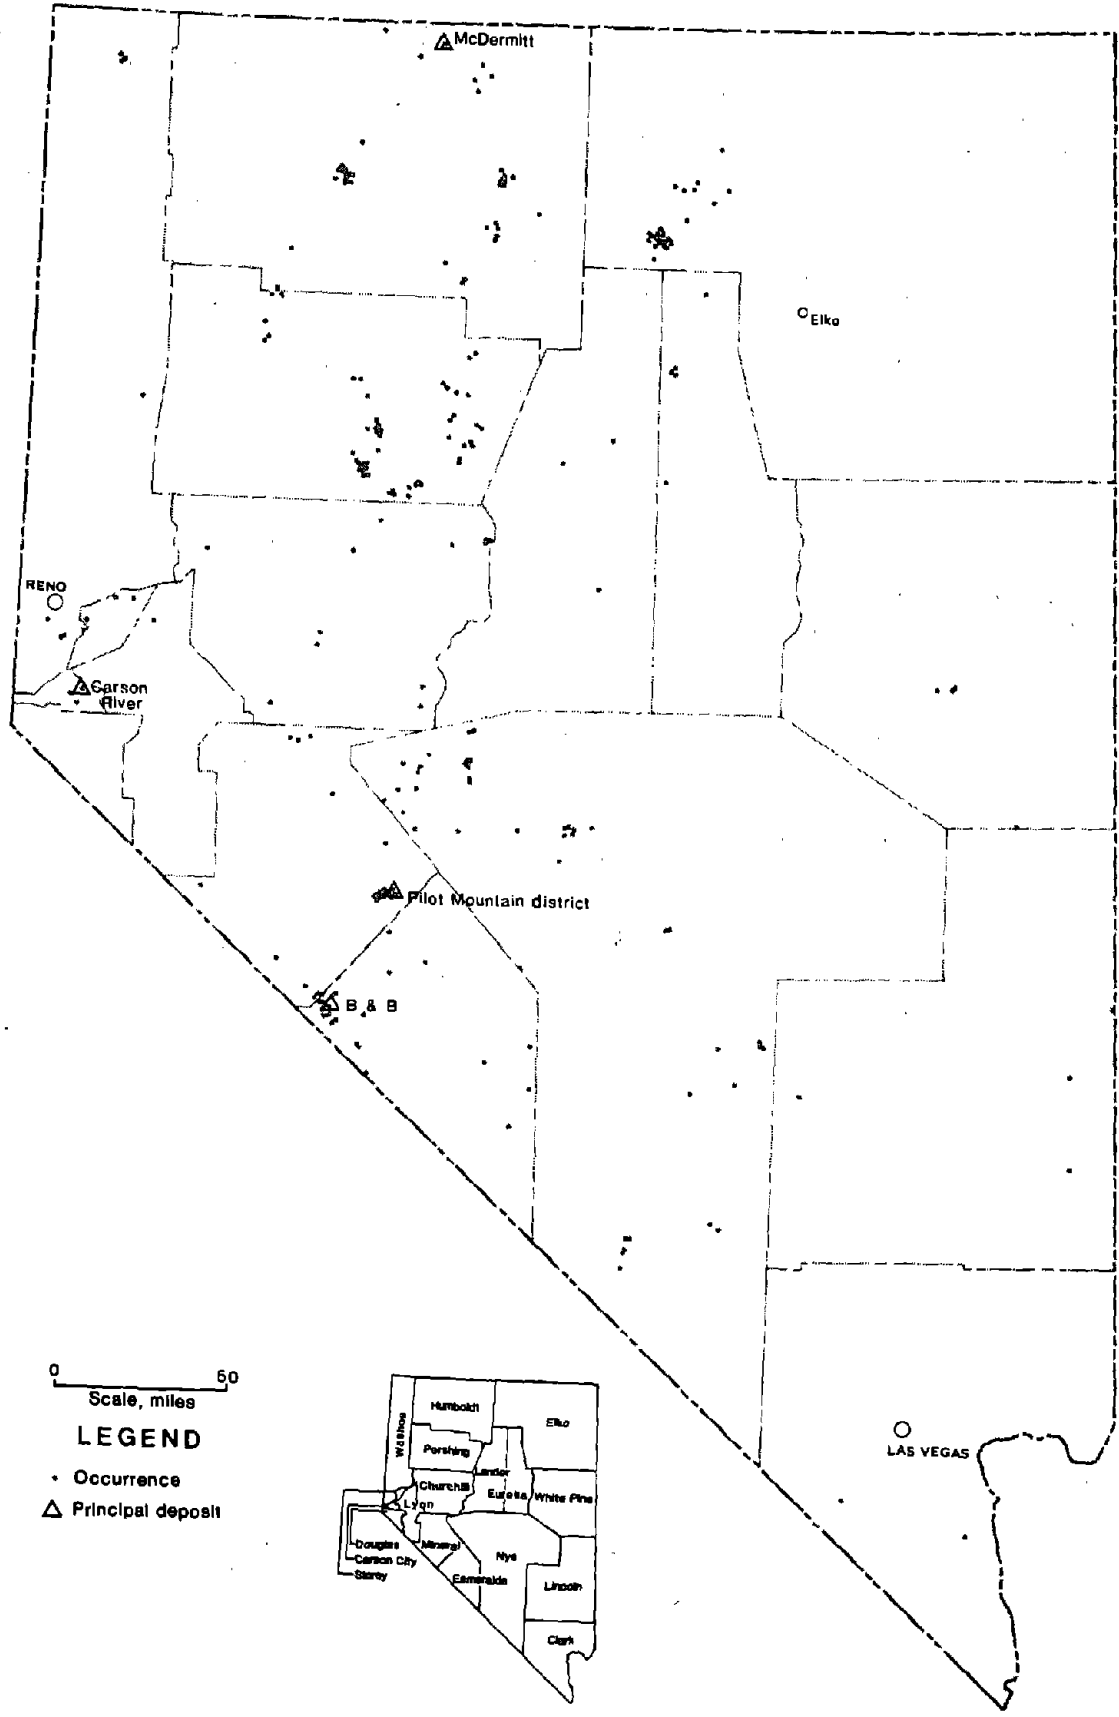 McDermitt
Elko
RENO
Carson
River
Pilot Mountain district
B & B
0 60
Scale, miles
LEGEND
Occurrence
Principal deposit
LAS VEGAS
Humboldt
Elko
Washoe
Pershing
Lander
Churchill
Eureka
White Pine
Lyon
Douglas
Mineral
Carson City
Nye
Storey
Esmeralda
Lincoln
Clark